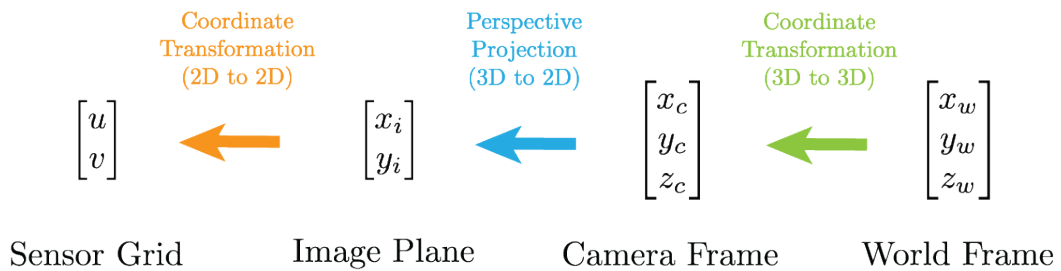 Coordinate
Transformation
(2D to 2D)
Perspective
Projection
(3D to 2D)
Coordinate
Transformation
(3D to 3D)
u
v
x_i
y_i
x_c
y_c
z_c
x_w
y_w
z_w
Sensor Grid
Image Plane
Camera Frame
World Frame